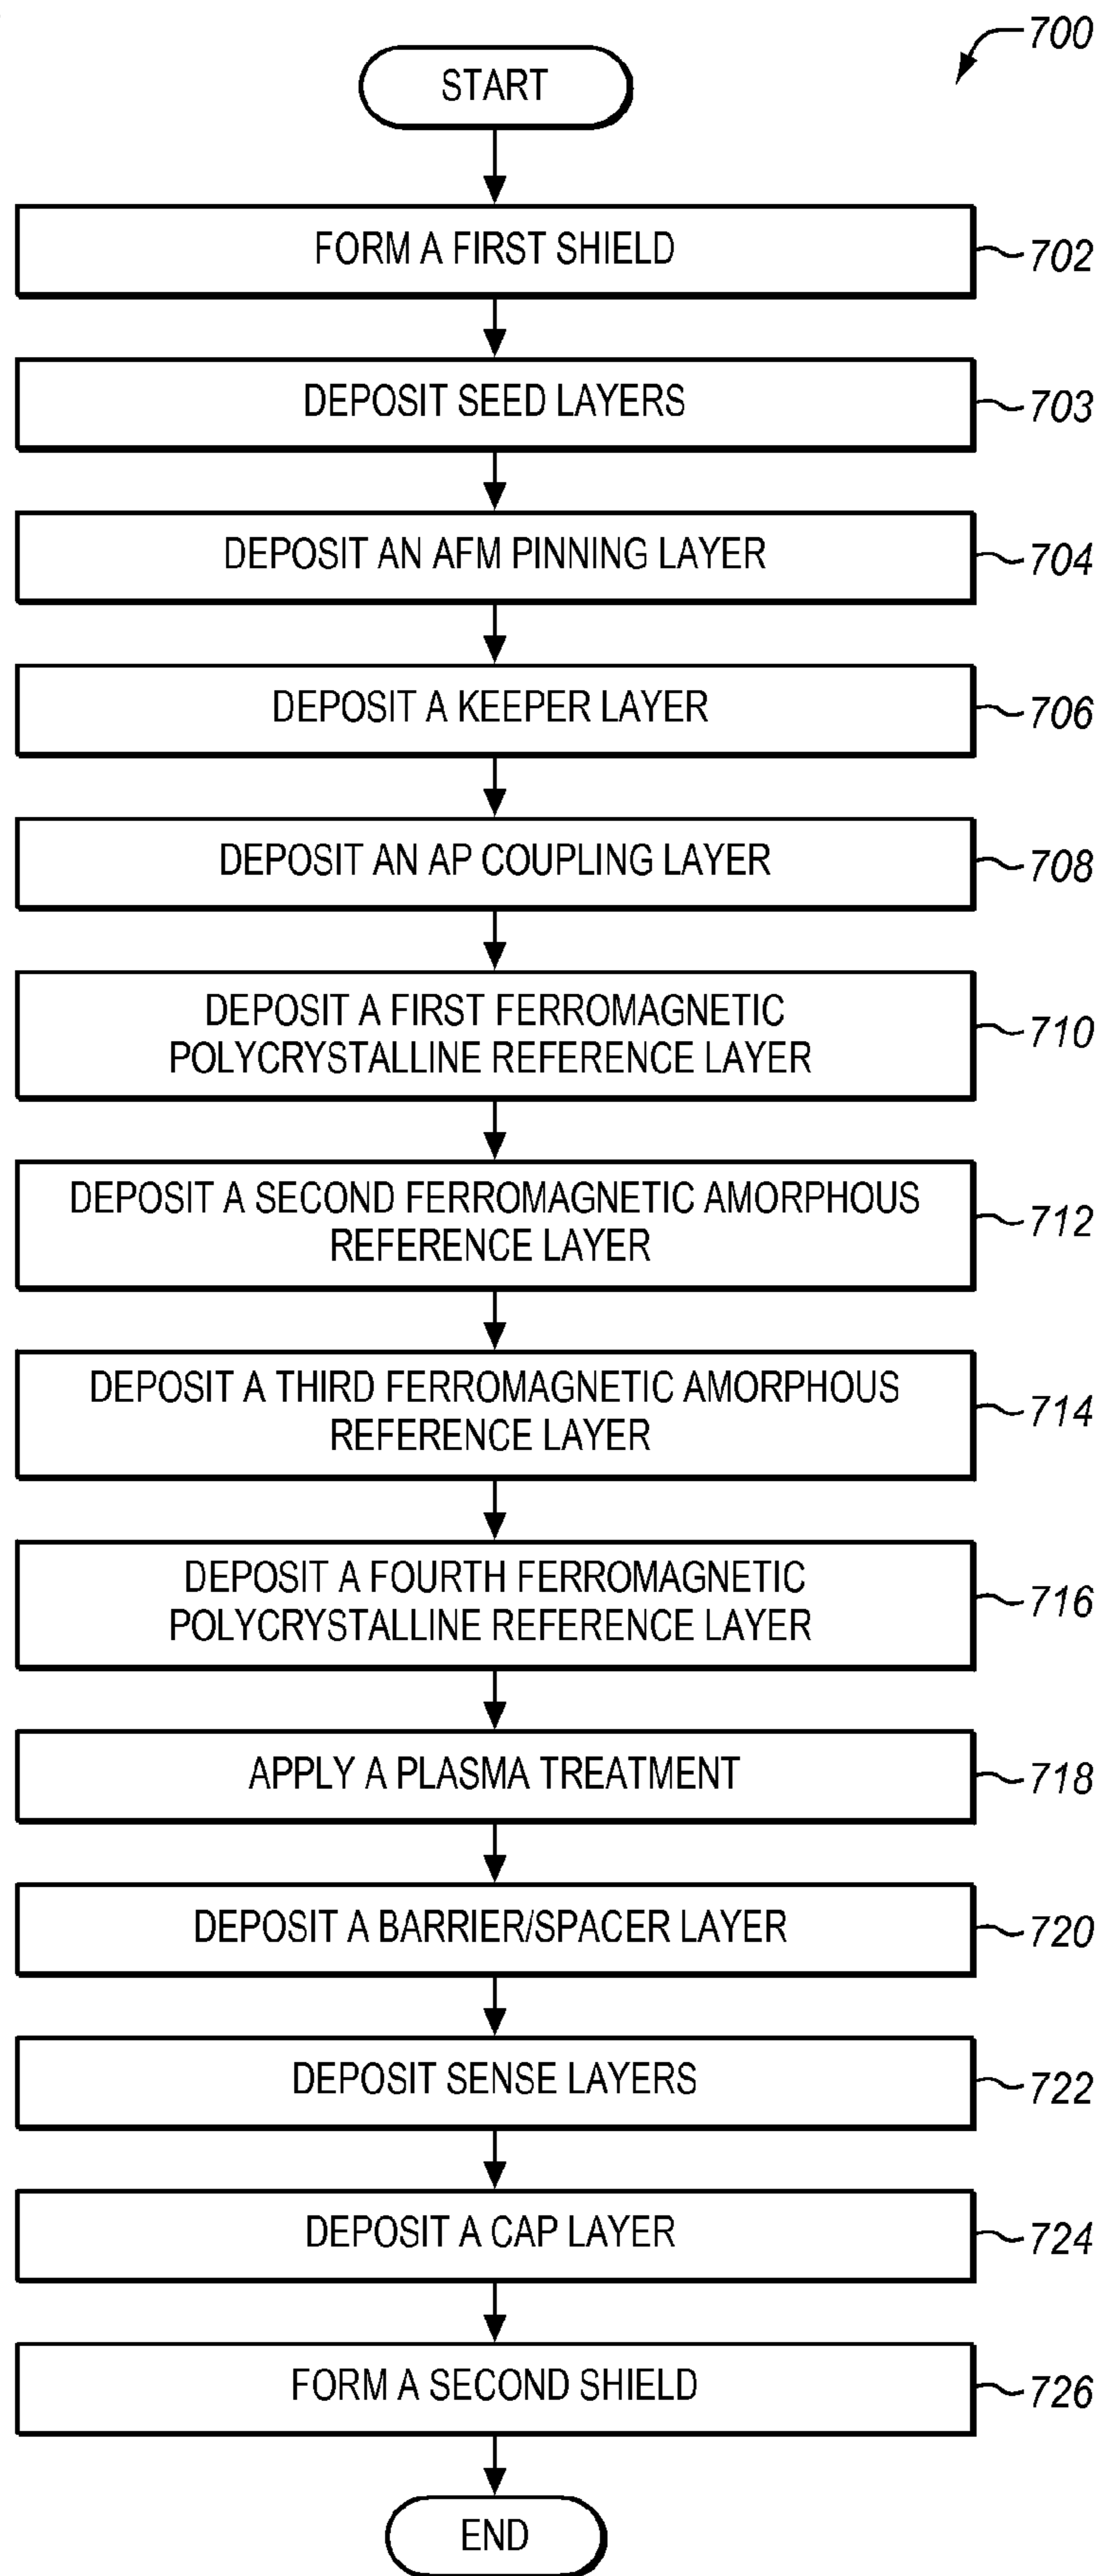 700
START
FORM A FIRST SHIELD
702
DEPOSIT SEED LAYERS
703
DEPOSIT AN AFM PINNING LAYER
704
DEPOSIT A KEEPER LAYER
706
DEPOSIT AN AP COUPLING LAYER
708
DEPOSIT A FIRST FERROMAGNETIC
POLYCRYSTALLINE REFERENCE LAYER
710
DEPOSIT A SECOND FERROMAGNETIC AMORPHOUS
REFERENCE LAYER
712
DEPOSIT A THIRD FERROMAGNETIC AMORPHOUS
REFERENCE LAYER
714
DEPOSIT A FOURTH FERROMAGNETIC
POLYCRYSTALLINE REFERENCE LAYER
716
APPLY A PLASMA TREATMENT
718
DEPOSIT A BARRIER/SPACER LAYER
720
DEPOSIT SENSE LAYERS
722
DEPOSIT A CAP LAYER
724
FORM A SECOND SHIELD
726
END